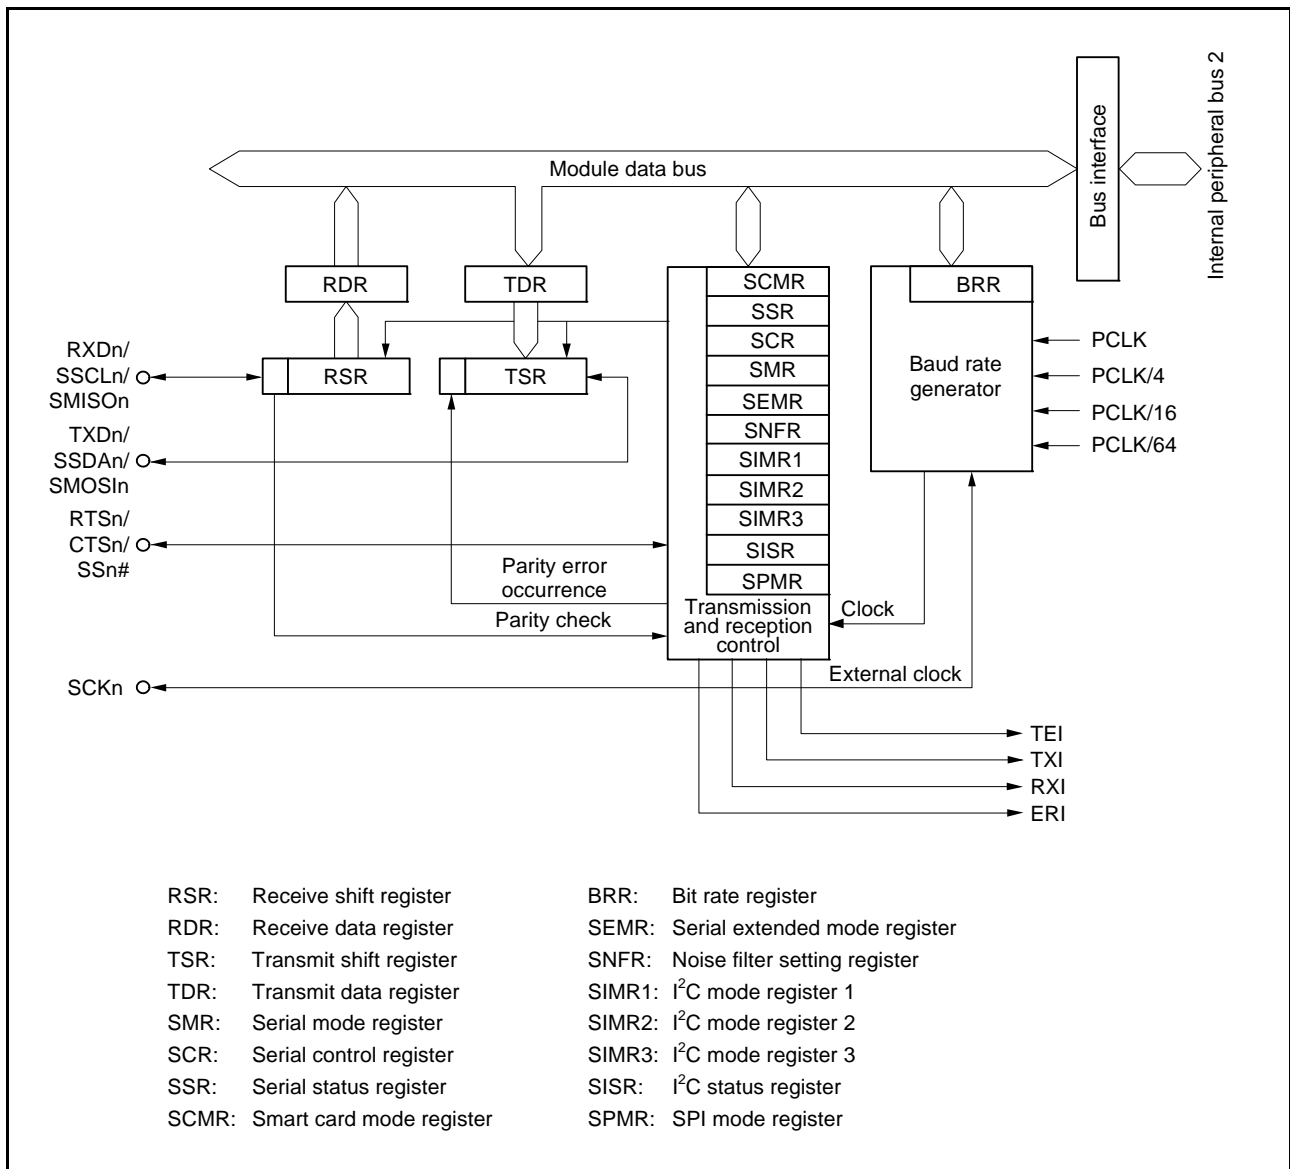 Internal peripheral bus 2
Bus interface
Module data bus
RDR
TDR
SCMR
BRR
SSR
SCR
SMR
SEMR
SNFR
SIMR1
SIMR2
SIMR3
SISR
SPMR
Transmission
and reception
control
Baud rate
generator
PCLK
PCLK/4
PCLK/16
PCLK/64
RXDn/
SSCLn/
SMISOn
RSR
TSR
TXDn/
SSDAn/
SMOSIn
RTSn/
CTSn/
SSn#
Parity error
occurrence
Parity check
Clock
External clock
SCKn
TEI
TXI
RXI
ERI
RSR: Receive shift register
RDR: Receive data register
TSR: Transmit shift register
TDR: Transmit data register
SMR: Serial mode register
SCR: Serial control register
SSR: Serial status register
SCMR: Smart card mode register
BRR: Bit rate register
SEMR: Serial extended mode register
SNFR: Noise filter setting register
SIMR1: I²C mode register 1
SIMR2: I²C mode register 2
SIMR3: I²C mode register 3
SISR: I²C status register
SPMR: SPI mode register